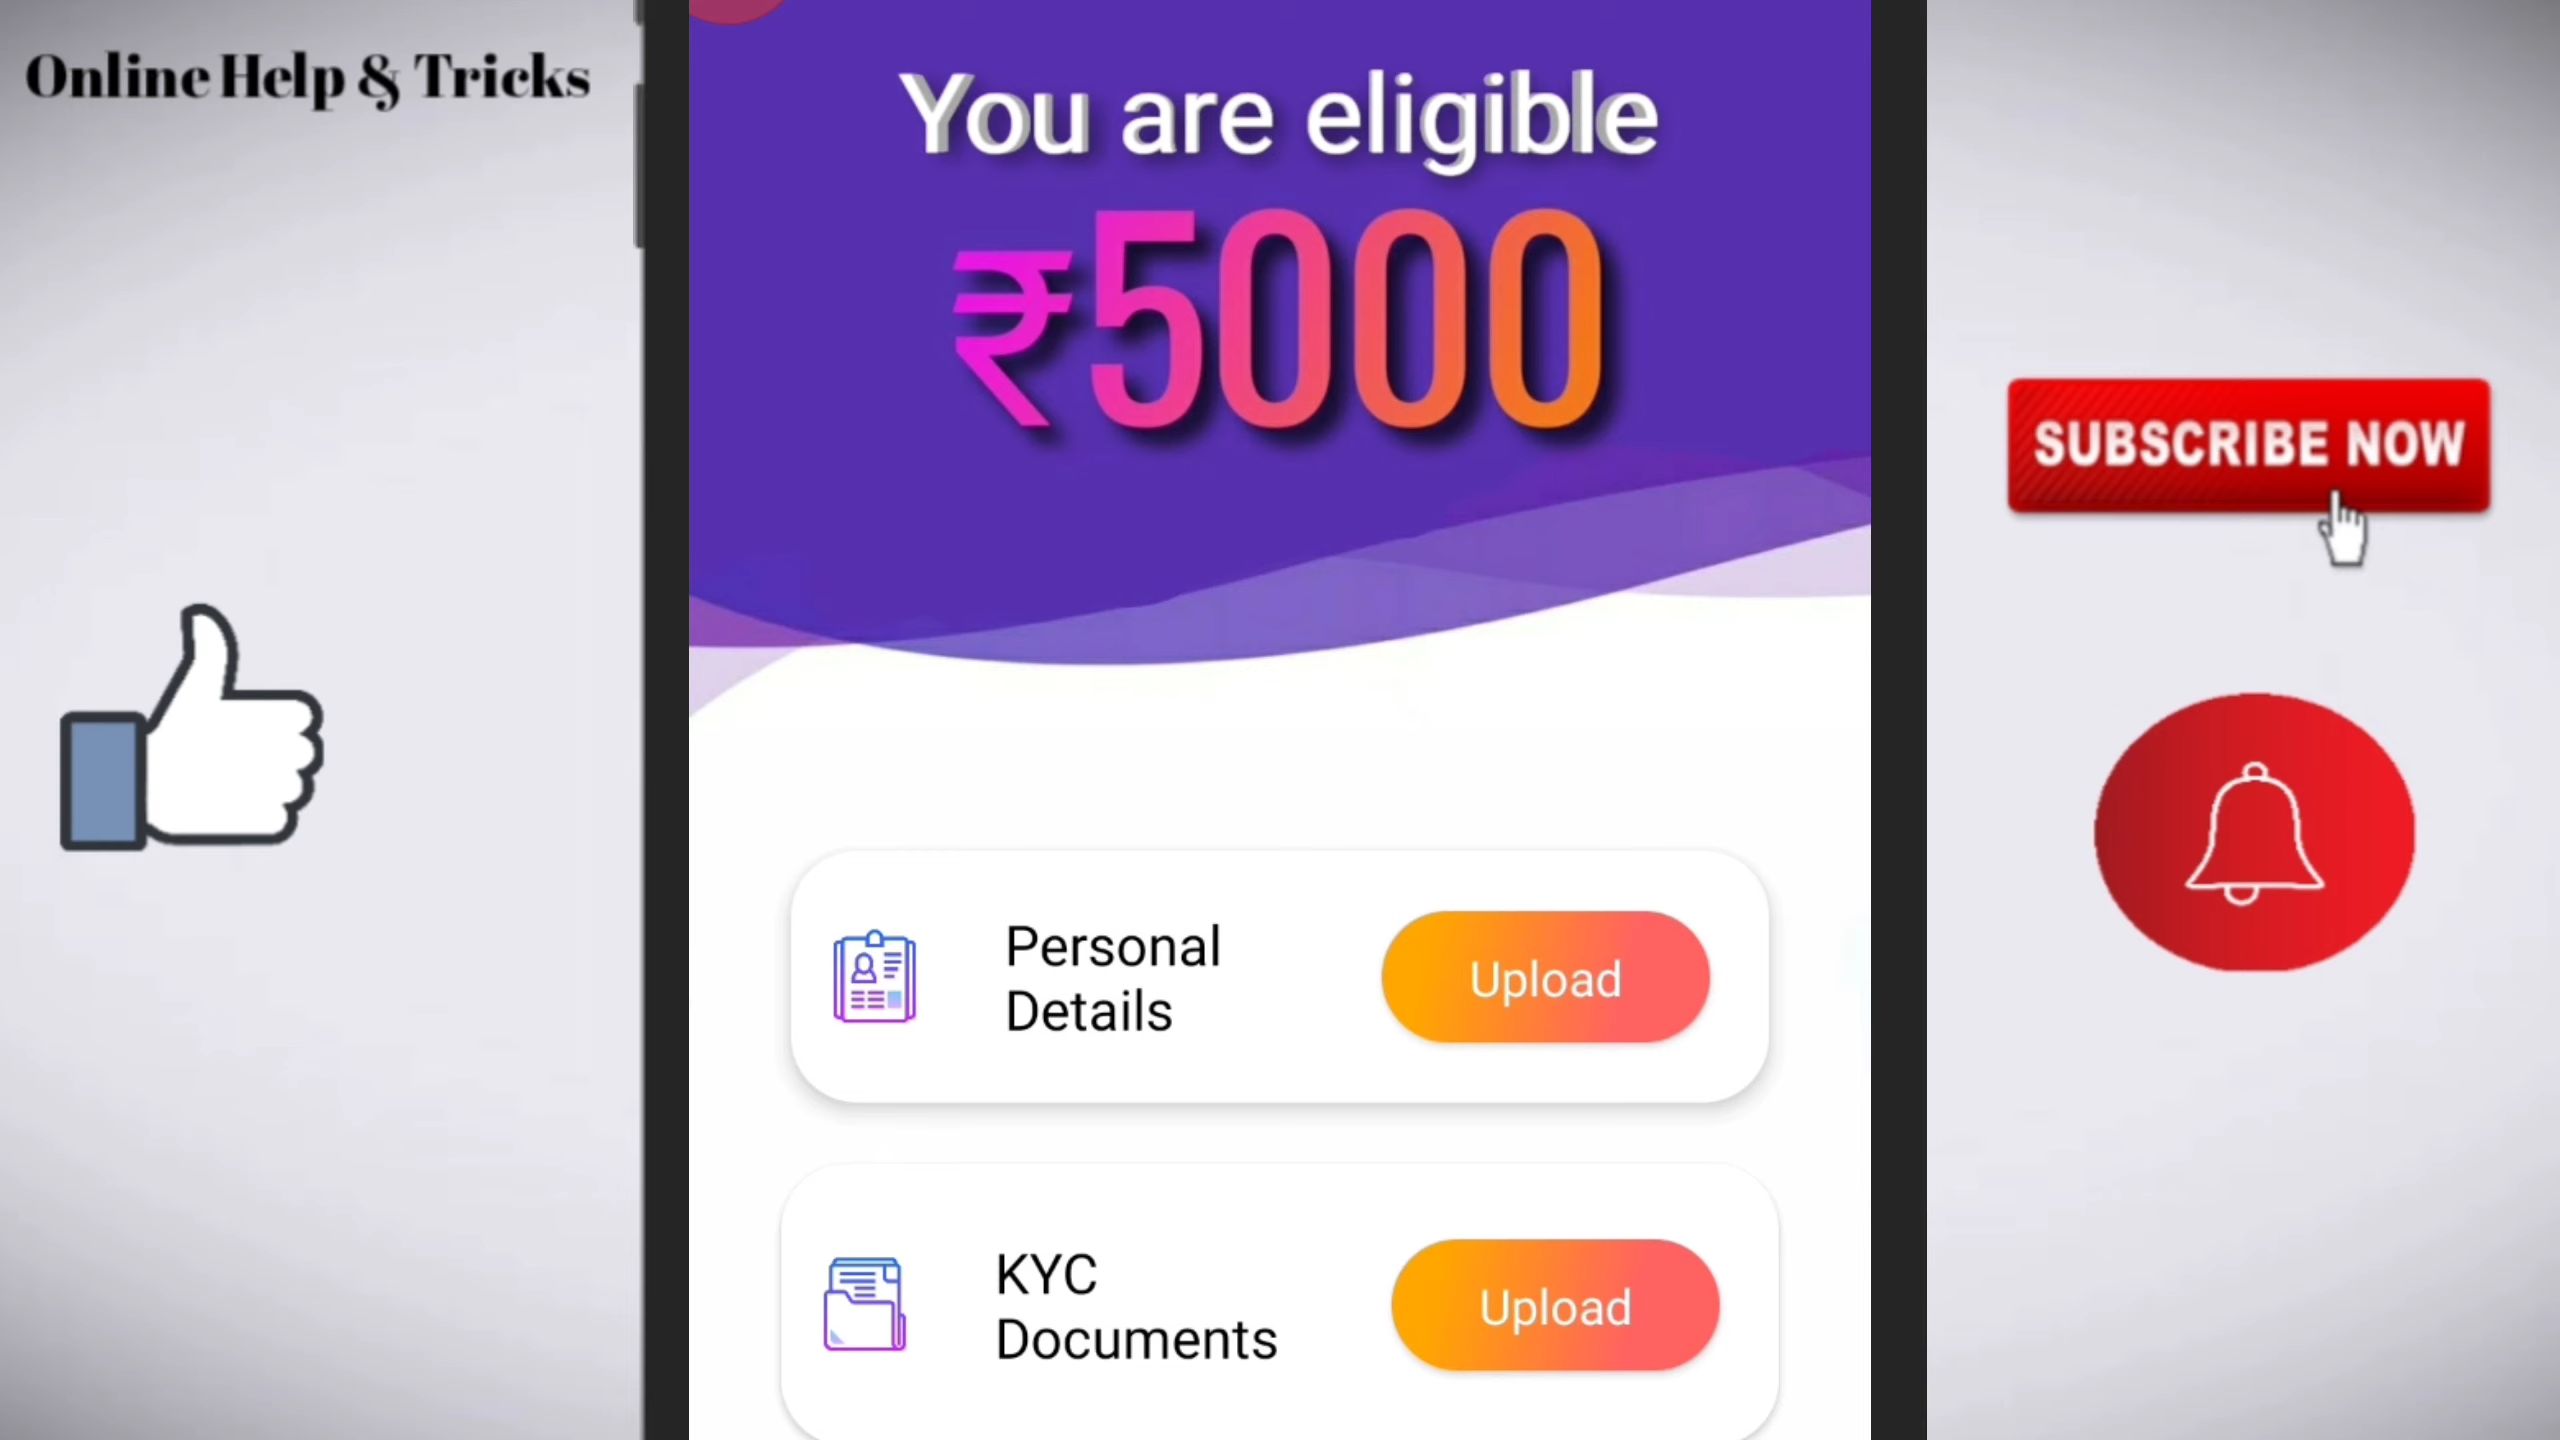 Online Help & Tricks
You are eligible
₹5000
SUBSCRIBE NOW
Personal
Details
Upload
KYC
Documents
Upload